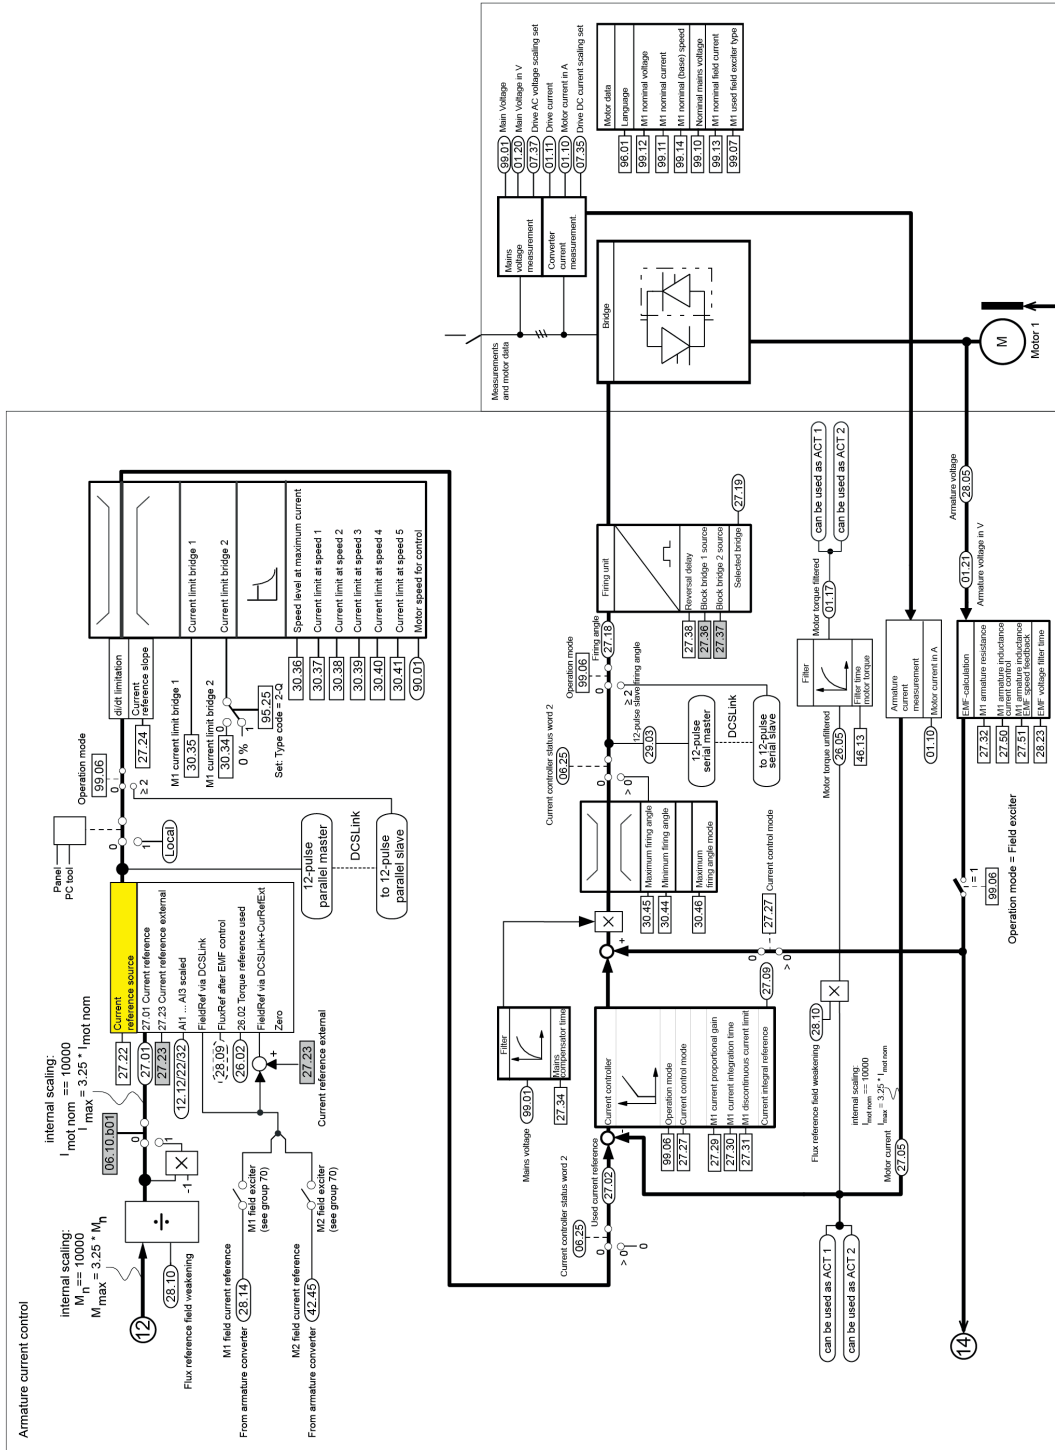 Armature current control
12
internal scaling:
M n == 10000
M max = 3.25 * M n
28.10
Flux reference field weakening
÷
-1
×
0
1
06.10.b01
internal scaling:
I mot nom == 10000
I max = 3.25 * I mot nom
27.22
Current
reference source
27.01
27.01 Current reference
27.23
27.23 Current reference external
12.12/22/32
AI1 ... AI3 scaled
FieldRef via DCSLink
28.09
FluxRef after EMF control
26.02
26.02 Torque reference used
FieldRef via DCSLink+CurRefExt
Zero
+
27.23
Current reference external
M1 field current reference
28.14
From armature converter
M1 field exciter
(see group 70)
M2 field current reference
42.45
From armature converter
M2 field exciter
(see group 70)
Panel
PC tool
0
1
Local
12-pulse
parallel master
DCSLink
to 12-pulse
parallel slave
Operation mode
99.06
0
≥ 2
di/dt limitation
27.24
Current
reference slope
M1 current limit bridge 1
30.35
Current limit bridge 1
M1 current limit bridge 2
30.34
Current limit bridge 2
0 %
0
1
95.25
Set: Type code = 2-Q
30.36
Speed level at maximum current
30.37
Current limit at speed 1
30.38
Current limit at speed 2
30.39
Current limit at speed 3
30.40
Current limit at speed 4
30.41
Current limit at speed 5
90.01
Motor speed for control
Current controller status word 2
06.25
0
> 0
0
Used current reference
27.02
-
Mains voltage
99.01
Filter
27.34
Mains
compensator time
Current controller
99.06
Operation mode
27.27
Current control mode
27.29
M1 current proportional gain
27.30
M1 current integration time
27.31
M1 discontinuous current limit
Current integral reference
27.09
+
×
0
> 0
27.27
Current control mode
30.45
Maximum firing angle
30.44
Minimum firing angle
30.46
Maximum
firing angle mode
Current controller status word 2
06.25
0
> 0
12-pulse slave firing angle
29.03
12-pulse
serial master
DCSLink
to 12-pulse
serial slave
Operation mode
99.06
0
≥ 2
Firing angle
27.18
Firing unit
27.38
Reversal delay
27.36
Block bridge 1 source
27.37
Block bridge 2 source
Selected bridge
27.19
Measurements
and motor data
Mains
voltage
measurement
Converter
current
measurement.
99.01
Main Voltage
01.20
Main Voltage in V
07.37
Drive AC voltage scaling set
01.11
Drive current
01.10
Motor current in A
07.35
Drive DC current scaling set
Motor data
96.01
Language
99.12
M1 nominal voltage
99.11
M1 nominal current
99.14
M1 nominal (base) speed
99.10
Nominal mains voltage
99.13
M1 nominal field current
99.07
M1 used field exciter type
Bridge
M
Motor 1
can be used as ACT 1
can be used as ACT 2
Flux reference field weakening
28.10
×
Motor torque unfiltered
26.05
Filter
46.13
Filter time
motor torque
Motor torque filtered
01.17
can be used as ACT 1
can be used as ACT 2
internal scaling:
I mot nom == 10000
I max = 3.25 * I mot nom
Motor current
27.05
Armature
current
measurement
01.10
Motor current in A
14
99.06
= 1
Operation mode = Field exciter
EMF-calculation
27.32
M1 armature resistance
27.50
M1 armature inductance
current control
27.51
M1 armature inductance
EMF speed feedback
28.23
EMF voltage filter time
01.21
Armature voltage in V
28.05
Armature voltage